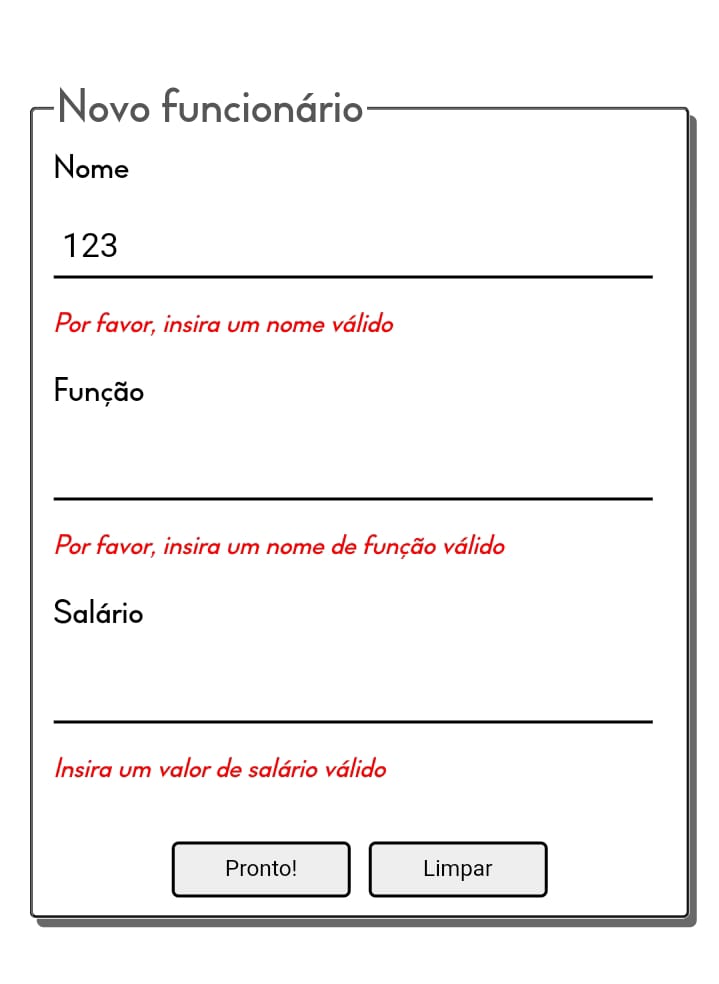 Novo funcionário
Nome
123
Por favor, insira um nome válido
Função
Por favor, insira um nome de função válido
Salário
Insira um valor de salário válido
Pronto! Limpar